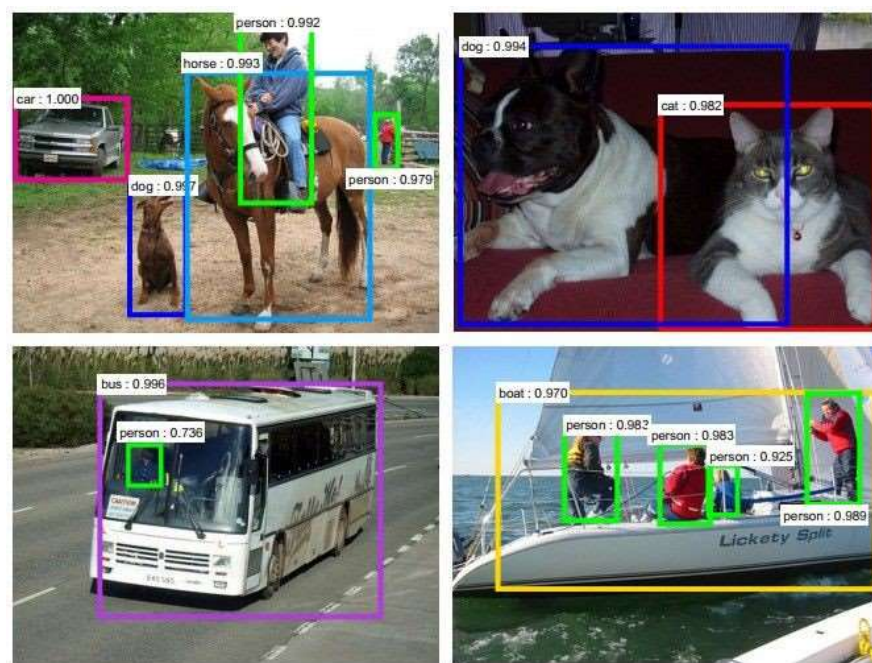 person : 0.992
horse : 0.993
car : 1.000
person : 0.979
dog : 0.997
dog : 0.994
cat : 0.982
bus : 0.996
person : 0.736
CAUTION
boat : 0.970
person : 0.983
person : 0.983
person : 0.925
person : 0.989
Lickety Split